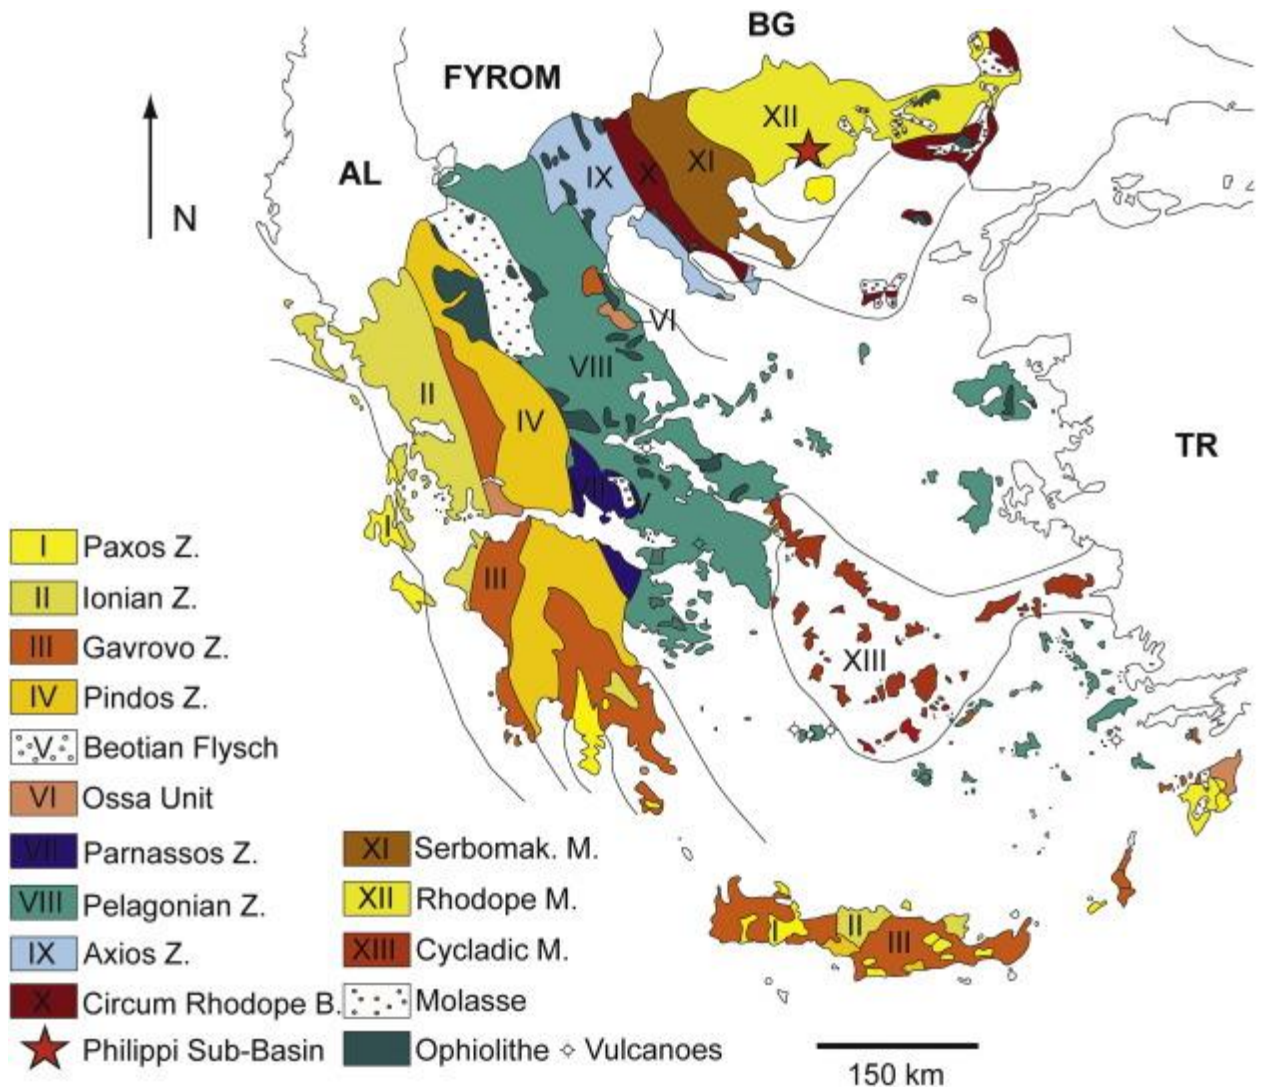 BG
FYROM
XII
AL
XI
IX
X
N
VI
VIII
II
IV
TR
VII
V
I
III
XIII
I
II
III
I Paxos Z.
II Ionian Z.
III Gavrovo Z.
IV Pindos Z.
V Beotian Flysch
VI Ossa Unit
VII Parnassos Z.
VIII Pelagonian Z.
IX Axios Z.
X Circum Rhodope B.
Philippi Sub-Basin
XI Serbomak. M.
XII Rhodope M.
XIII Cycladic M.
Molasse
Ophiolithe
Vulcanoes
150 km